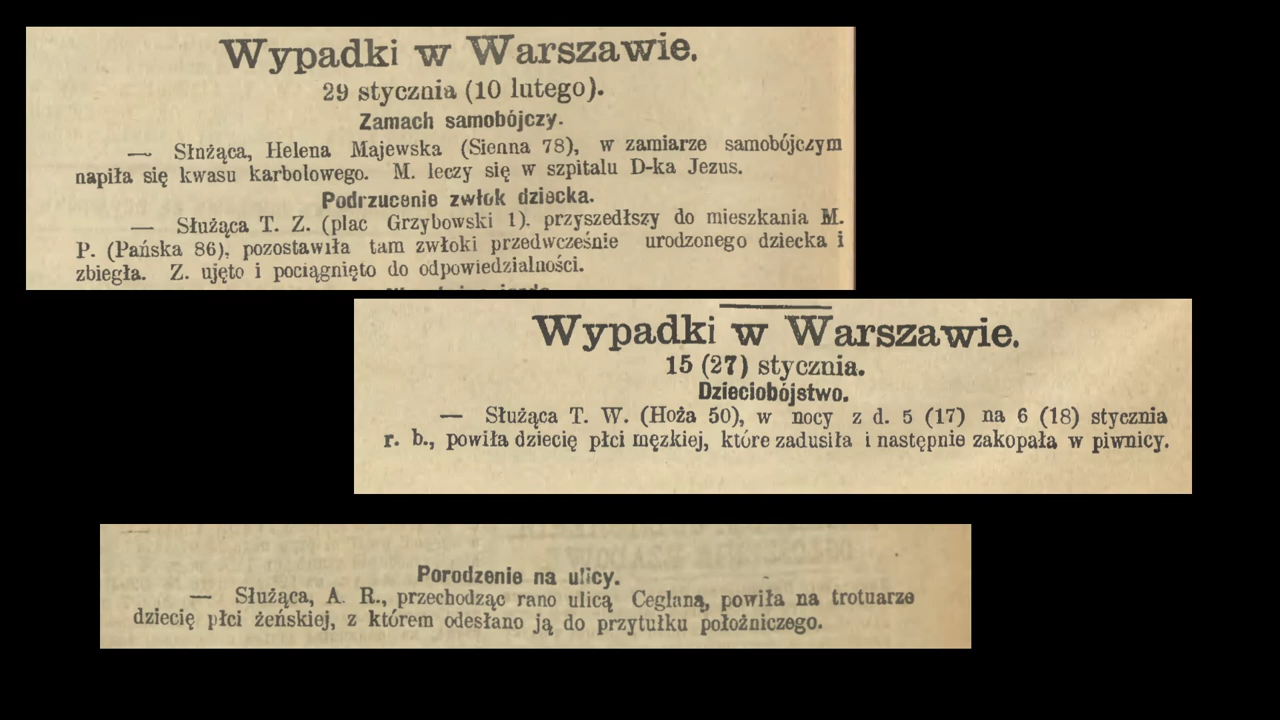 Wypadki w Warszawie.
29 stycznia (10 lutego).
Zamach samobójczy.
— Słnżąca, Helena Majewska (Sienna 78), w zamiarze samobójczym
napiła się kwasu karbolowego. M. leczy się w szpitalu D-ka Jezus.
Podrzucenie zwłok dziecka.
— Służąca T. Z. (plac Grzybowski 1). przyszedłszy do mieszkania M.
P. (Pańska 86), pozostawiła tam zwłoki przedwcześnie urodzonego dziecka i
zbiegła. Z. ujęto i pociągnięto do odpowiedzialności.
Wypadki w Warszawie.
15 (27) stycznia.
Dzieciobójstwo.
— Służąca T. W. (Hoża 50), w nocy z d. 5 (17) na 6 (18) stycznia
r. b., powiła dziecię płci męzkiej, które zadusiła i następnie zakopała w piwnicy.
Porodzenie na ulicy.
— Służąca, A. R., przechodząc rano ulicą Ceglaną, powiła na trotuarze
dziecię płci żeńskiej, z którem odesłano ją do przytułku położniczego.